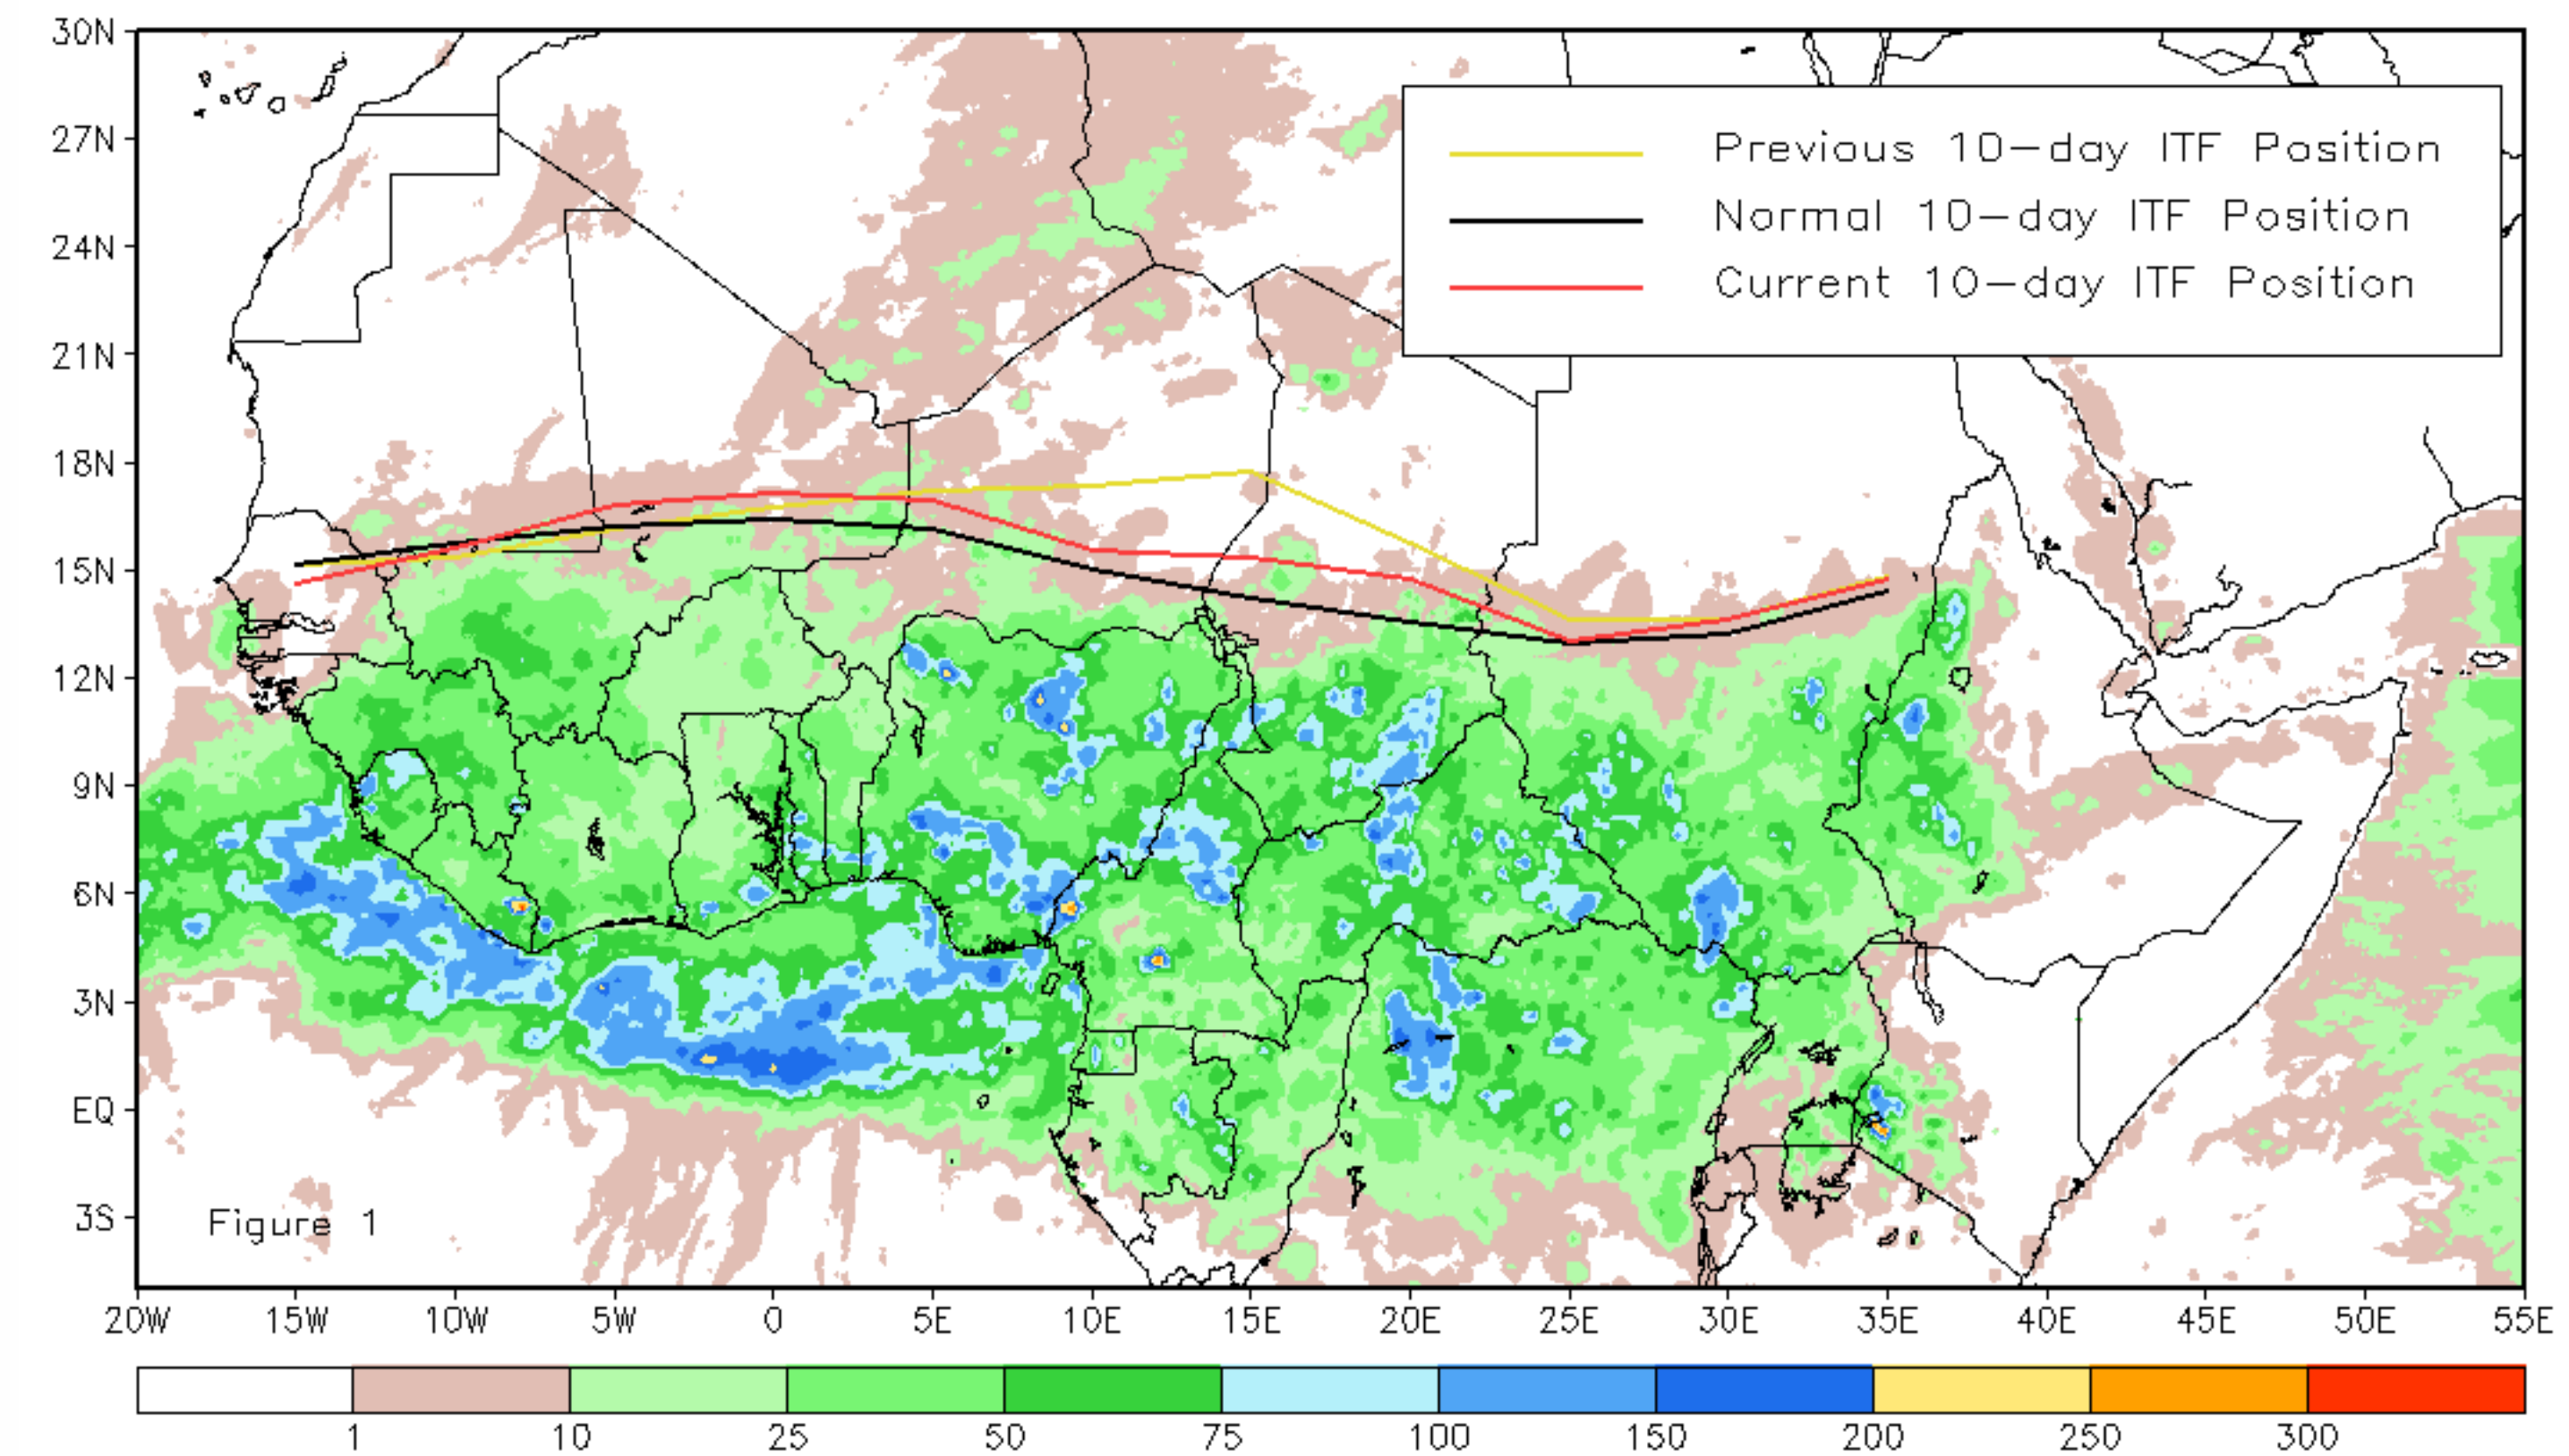 30N
27N
24N
21N
18N
15N
12N
9N
6N
3N
EQ
3S
Previous 10-day ITF Position
Normal 10-day ITF Position
Current 10-day ITF Position
Figure 1
20W 15W 10W 5W 0 5E 10E 15E 20E 25E 30E 35E 40E 45E 50E 55E
1 10 25 50 75 100 150 200 250 300